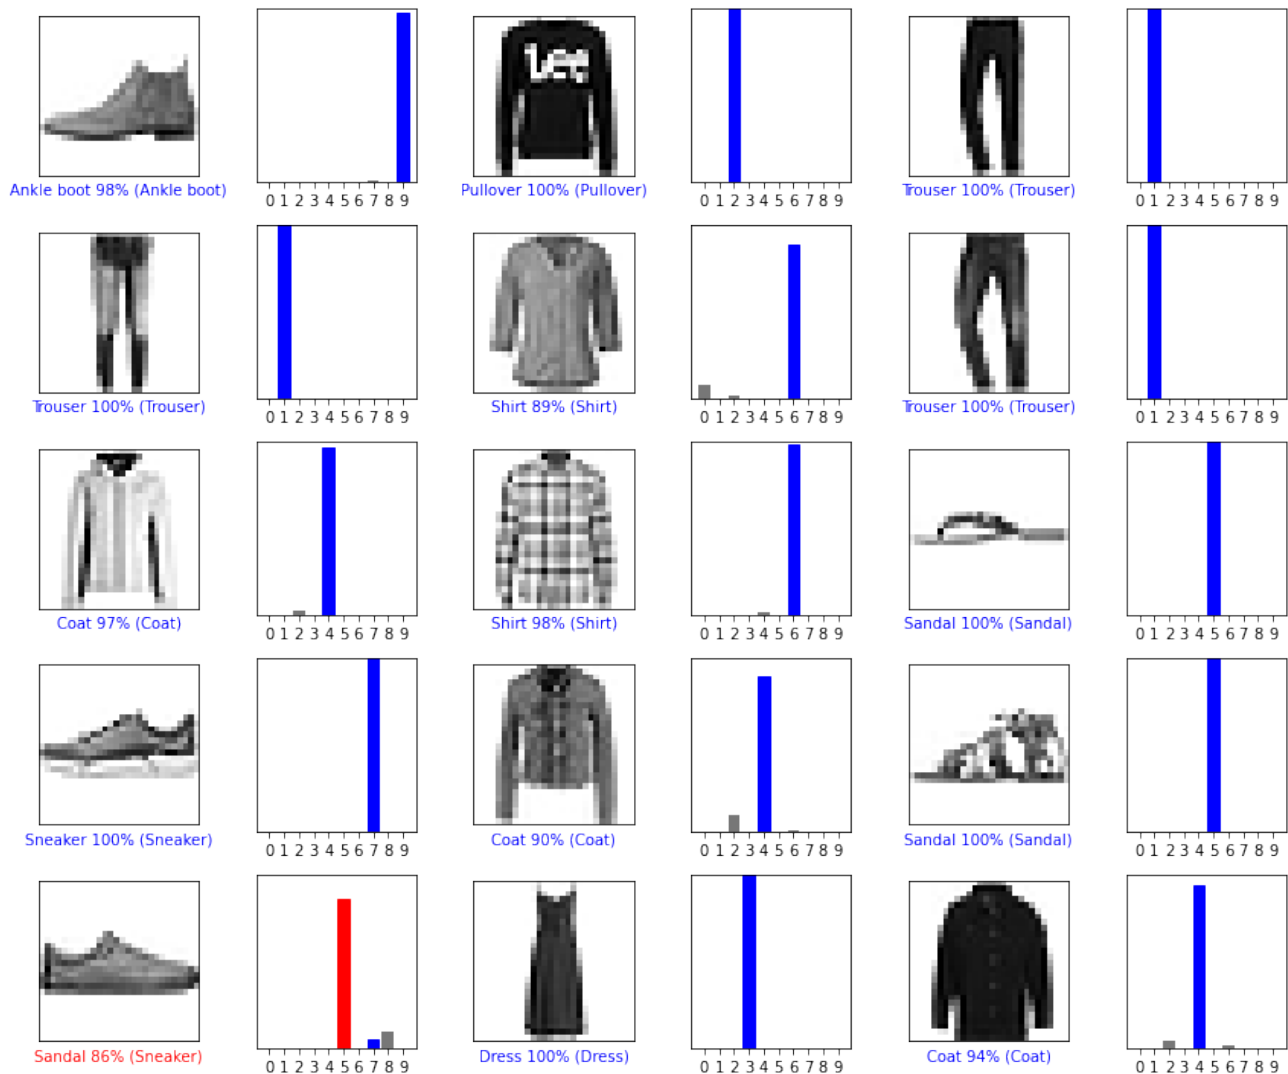 Lee
Ankle boot 98% (Ankle boot)
0 1 2 3 4 5 6 7 8 9
Pullover 100% (Pullover)
0 1 2 3 4 5 6 7 8 9
Trouser 100% (Trouser)
0 1 2 3 4 5 6 7 8 9
Trouser 100% (Trouser)
0 1 2 3 4 5 6 7 8 9
Shirt 89% (Shirt)
0 1 2 3 4 5 6 7 8 9
Trouser 100% (Trouser)
0 1 2 3 4 5 6 7 8 9
Coat 97% (Coat)
0 1 2 3 4 5 6 7 8 9
Shirt 98% (Shirt)
0 1 2 3 4 5 6 7 8 9
Sandal 100% (Sandal)
0 1 2 3 4 5 6 7 8 9
Sneaker 100% (Sneaker)
0 1 2 3 4 5 6 7 8 9
Coat 90% (Coat)
0 1 2 3 4 5 6 7 8 9
Sandal 100% (Sandal)
0 1 2 3 4 5 6 7 8 9
Sandal 86% (Sneaker)
0 1 2 3 4 5 6 7 8 9
Dress 100% (Dress)
0 1 2 3 4 5 6 7 8 9
Coat 94% (Coat)
0 1 2 3 4 5 6 7 8 9